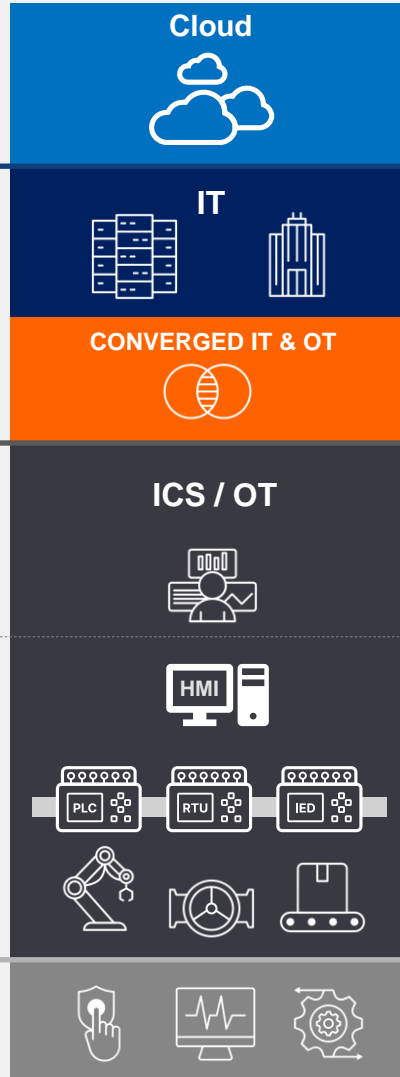 Cloud
IT
CONVERGED IT & OT
ICS / OT
HMI
PLC
RTU
IED